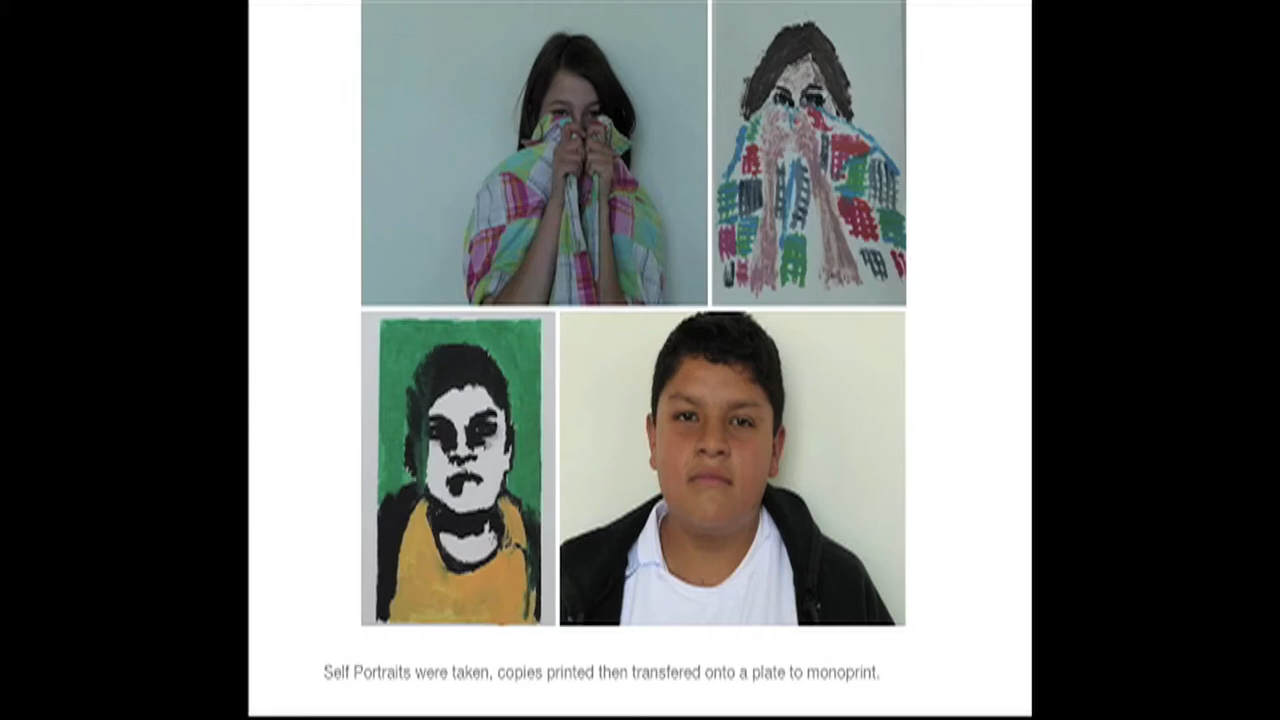 Self Portraits were taken, copies printed then transfered onto a plate to monoprint.